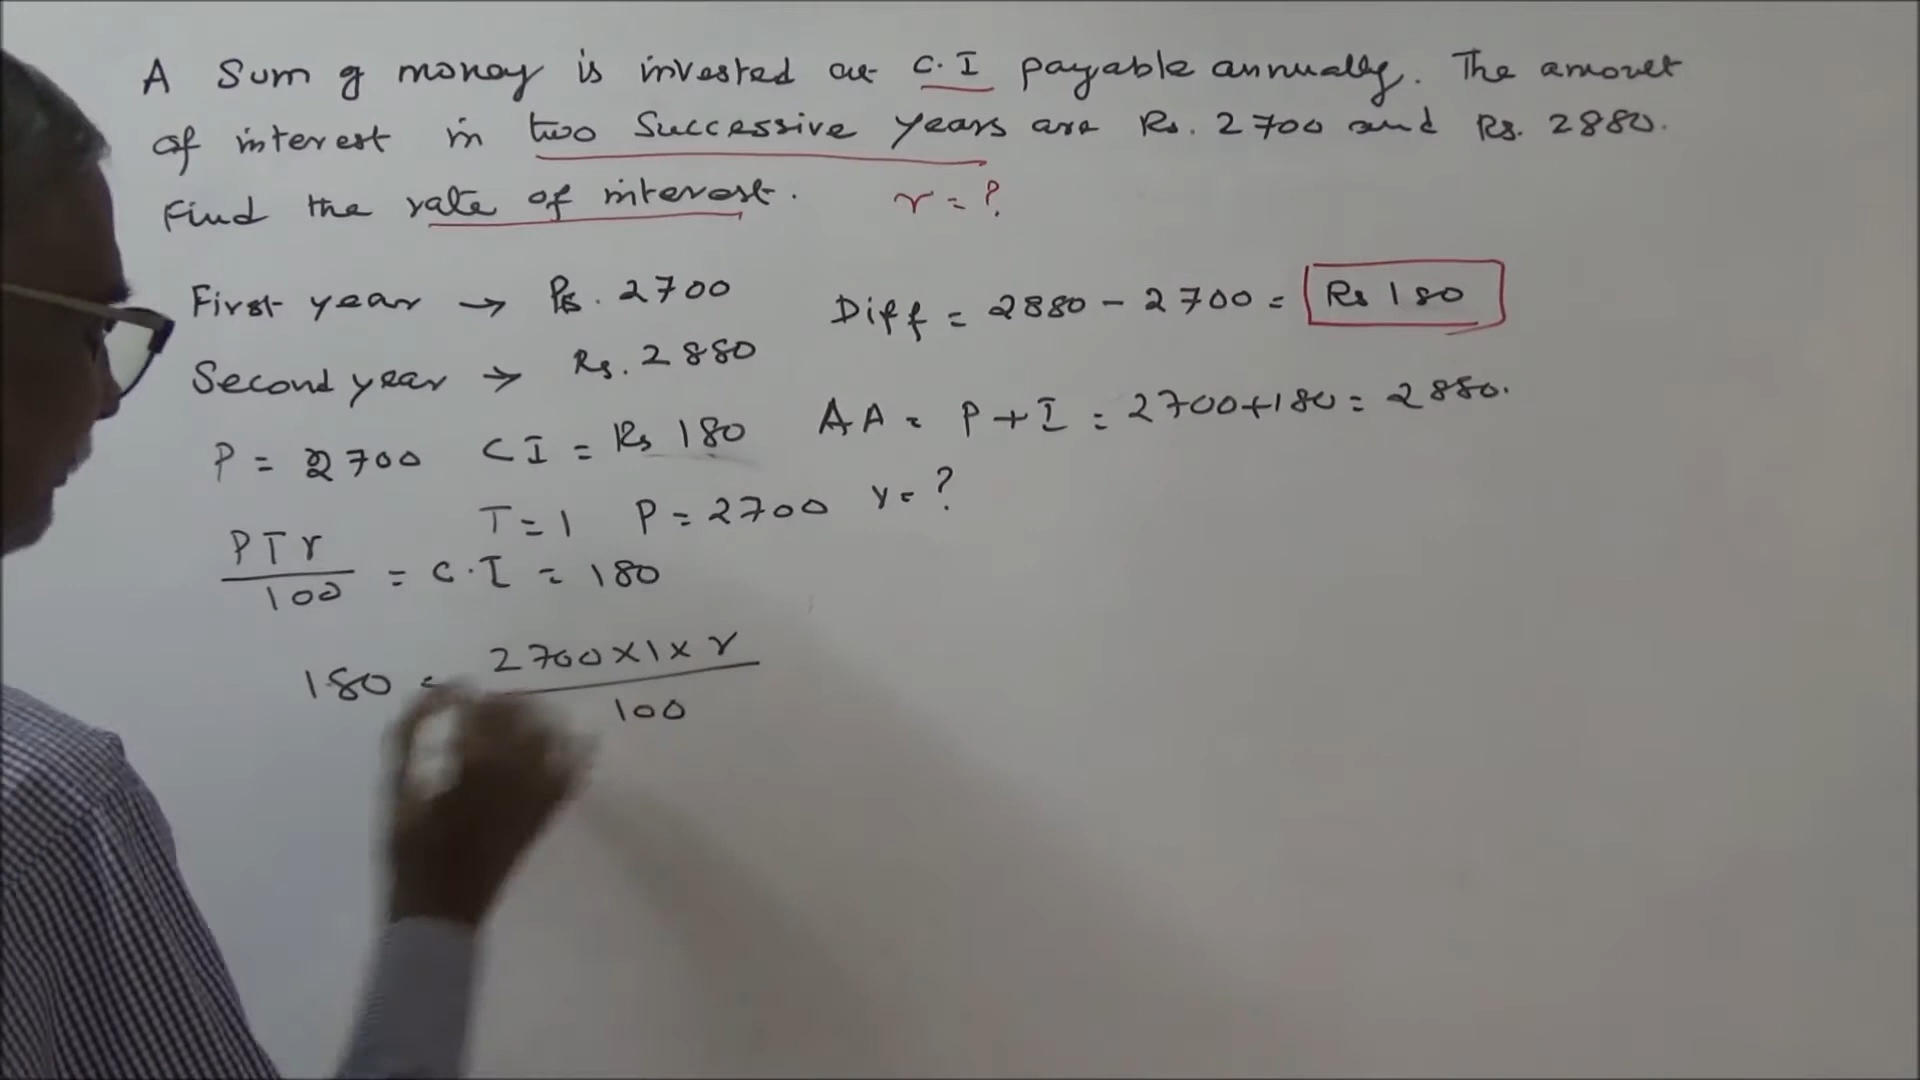 A Sum of money is invested at C.I payable annually. The amount
of interest in two Successive years are Rs. 2700 and Rs. 2880.
Find the rate of interest. r = ?
First year → Rs. 2700 Diff = 2880 - 2700 = Rs 180
Second year → Rs. 2880
P = 2700 CI = Rs 180 AA = P + I = 2700+180 = 2880.
T = 1 P = 2700 r = ?
PTr/100 = C.I = 180
180 = 2700×1×r/100